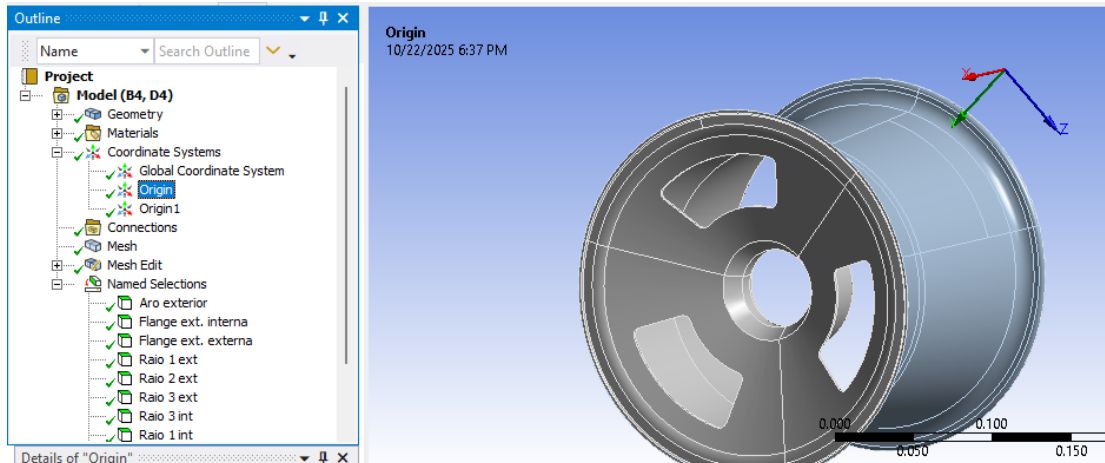 Outline
Name
Search Outline
Project
Model (B4, D4)
Geometry
Materials
Coordinate Systems
Global Coordinate System
Origin
Origin1
Connections
Mesh
Mesh Edit
Named Selections
Aro exterior
Flange ext. interna
Flange ext. externa
Raio 1 ext
Raio 2 ext
Raio 3 ext
Raio 3 int
Raio 1 int
Details of "Origin"
Origin
10/22/2025 6:37 PM
X
Y
Z
0.000
0.100
0.050
0.150